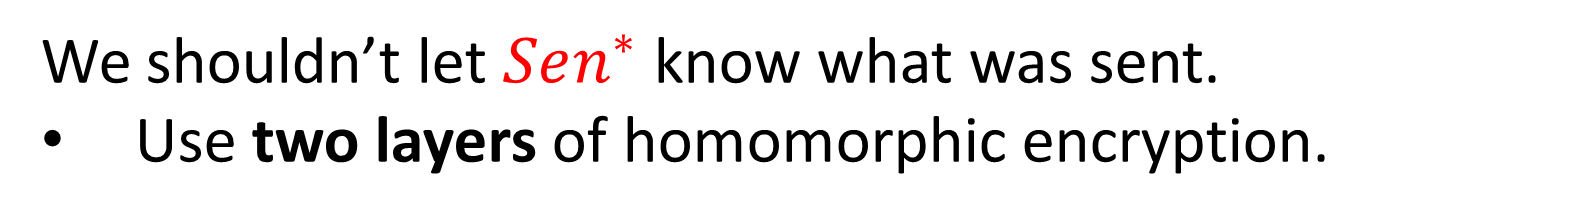 We shouldn’t let Sen* know what was sent.
• Use two layers of homomorphic encryption.